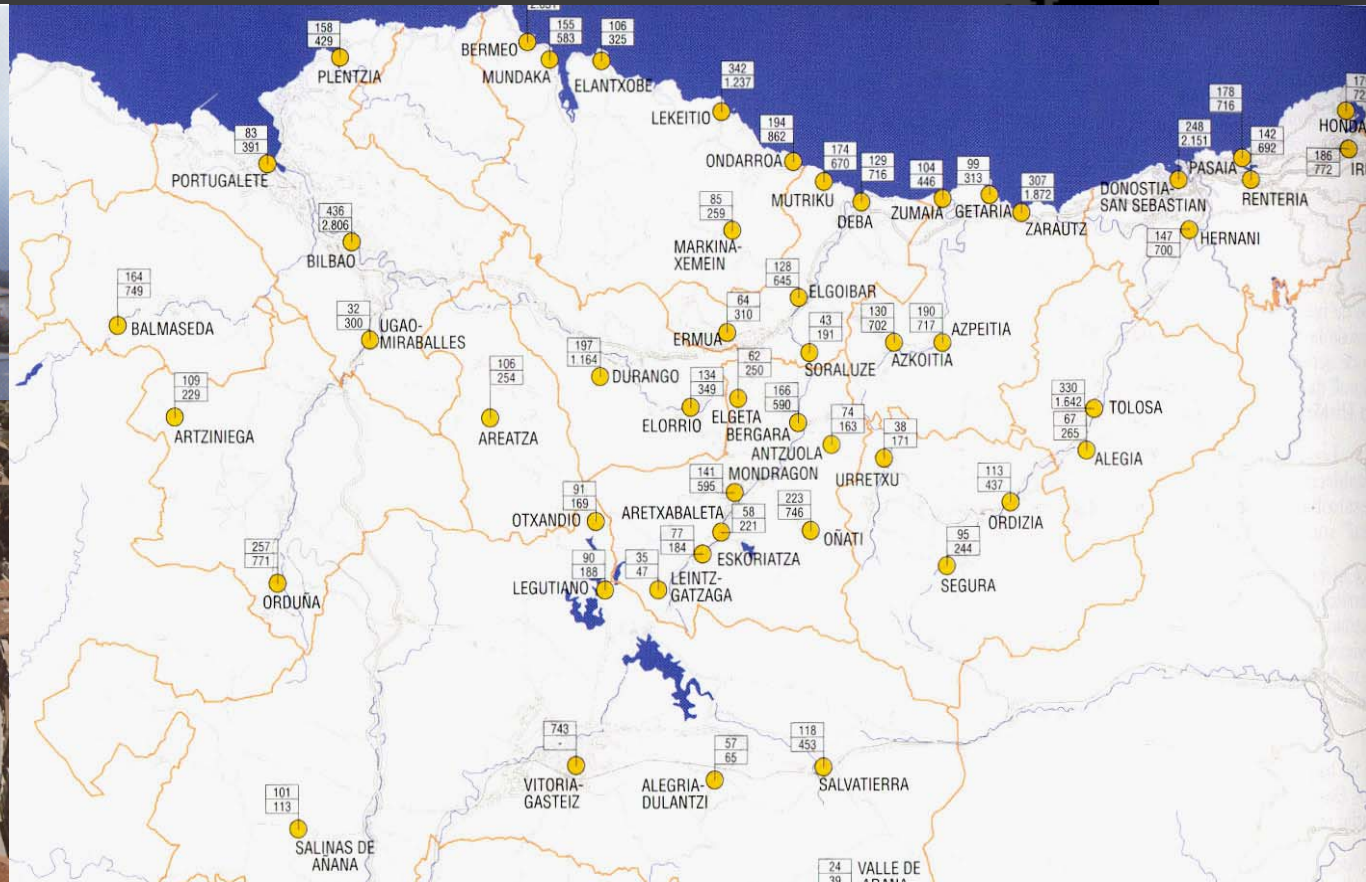 2.031
158
429
PLENTZIA
BERMEO
155
583
MUNDAKA
106
325
ELANTXOBE
342
1.237
LEKEITIO
83
391
PORTUGALETE
194
862
ONDARROA
174
670
MUTRIKU
129
716
DEBA
104
446
ZUMAIA
99
313
GETARIA
307
1.872
ZARAUTZ
248
2.151
DONOSTIA-
SAN SEBASTIAN
178
716
PASAIA
142
692
RENTERIA
186
772
147
700
HERNANI
436
2.806
BILBAO
85
259
MARKINA-
XEMEIN
164
749
BALMASEDA
32
300
UGAO-
MIRABALLES
128
645
ELGOIBAR
64
310
ERMUA
43
191
SORALUZE
130
702
AZKOITIA
190
717
AZPEITIA
109
229
ARTZINIEGA
106
254
AREATZA
197
1.164
DURANGO
134
349
ELORRIO
62
250
ELGETA
166
590
BERGARA
74
163
ANTZUOLA
38
171
URRETXU
330
1.642
TOLOSA
67
265
ALEGIA
141
595
MONDRAGON
113
437
ORDIZIA
91
169
OTXANDIO
ARETXABALETA
58
221
223
746
OÑATI
77
184
ESKORIATZA
95
244
SEGURA
257
771
ORDUÑA
90
188
LEGUTIANO
35
47
LEINTZ-
GATZAGA
743
-
VITORIA-
GASTEIZ
57
65
ALEGRIA-
DULANTZI
118
453
SALVATIERRA
101
113
SALINAS DE
AÑANA
24
39
VALLE DE
ARANA